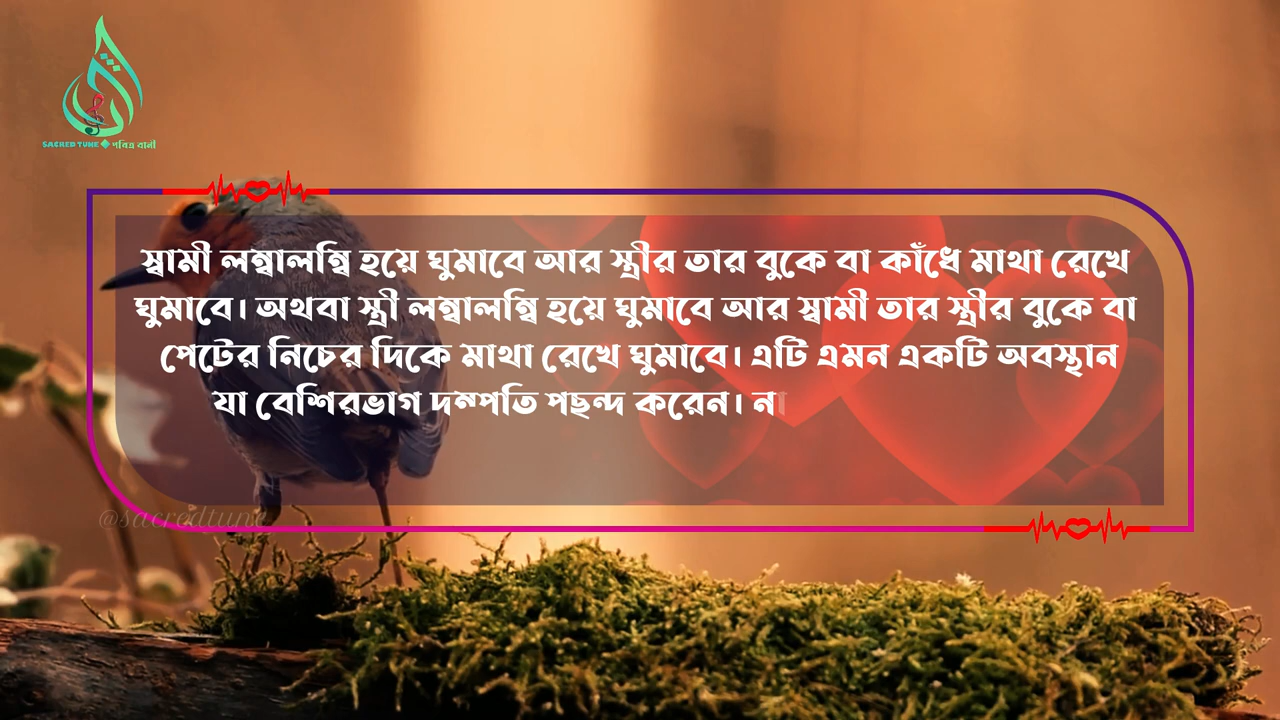 SACRED TUNE ◆ পবিত্র বানী
স্বামী লম্বালম্বি হয়ে ঘুমাবে আর স্ত্রীর তার বুকে বা কাঁধে মাথা রেখে
ঘুমাবে। অথবা স্ত্রী লম্বালম্বি হয়ে ঘুমাবে আর স্বামী তার স্ত্রীর বুকে বা
পেটের নিচের দিকে মাথা রেখে ঘুমাবে। এটি এমন একটি অবস্থান
যা বেশিরভাগ দম্পতি পছন্দ করেন। না
@sacredtune